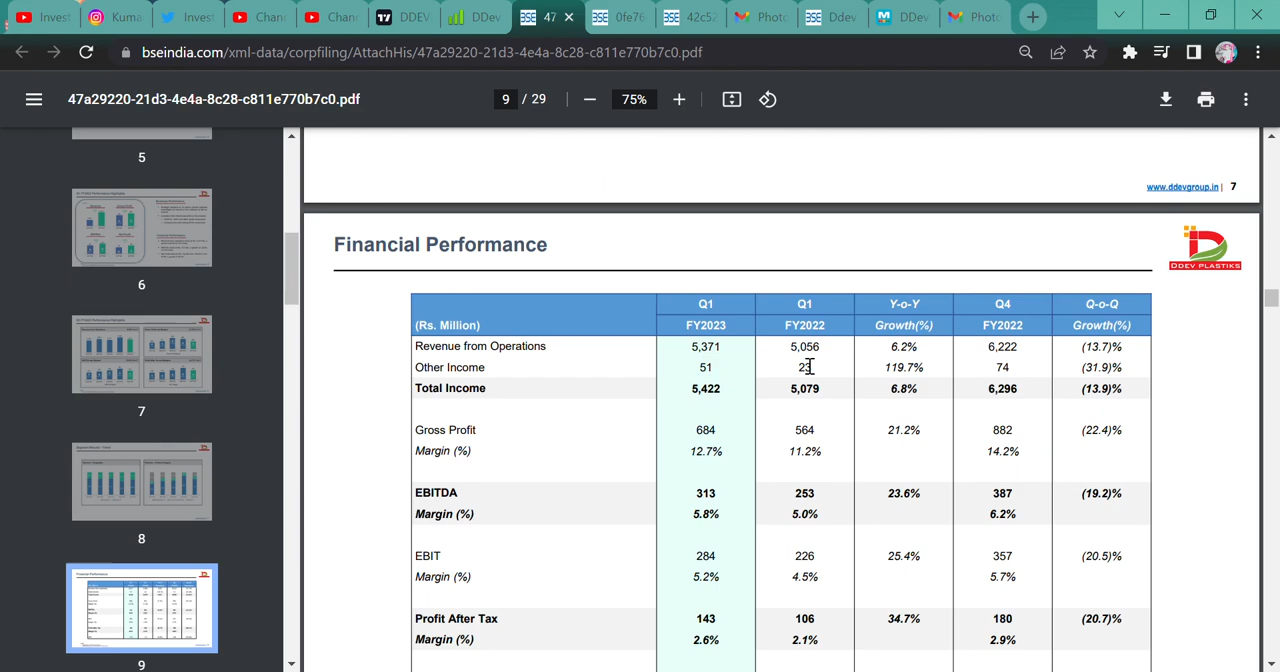 Invest
Kuma
Invest
Chann
Chann
DDEV
DDev
47
0fe76
42c52
Photo
Ddev
DDev
Photo
bseindia.com/xml-data/corpfiling/AttachHis/47a29220-21d3-4e4a-8c28-c811e770b7c0.pdf
47a29220-21d3-4e4a-8c28-c811e770b7c0.pdf
9 / 29
75%
5
6
7
8
9
www.ddevgroup.in | 7
Financial Performance
DDEV PLASTIKS
Q1 Q1 Y-o-Y Q4 Q-o-Q
(Rs. Million) FY2023 FY2022 Growth(%) FY2022 Growth(%)
Revenue from Operations 5,371 5,056 6.2% 6,222 (13.7)%
Other Income 51 23 119.7% 74 (31.9)%
Total Income 5,422 5,079 6.8% 6,296 (13.9)%
Gross Profit 684 564 21.2% 882 (22.4)%
Margin (%) 12.7% 11.2% 14.2%
EBITDA 313 253 23.6% 387 (19.2)%
Margin (%) 5.8% 5.0% 6.2%
EBIT 284 226 25.4% 357 (20.5)%
Margin (%) 5.2% 4.5% 5.7%
Profit After Tax 143 106 34.7% 180 (20.7)%
Margin (%) 2.6% 2.1% 2.9%